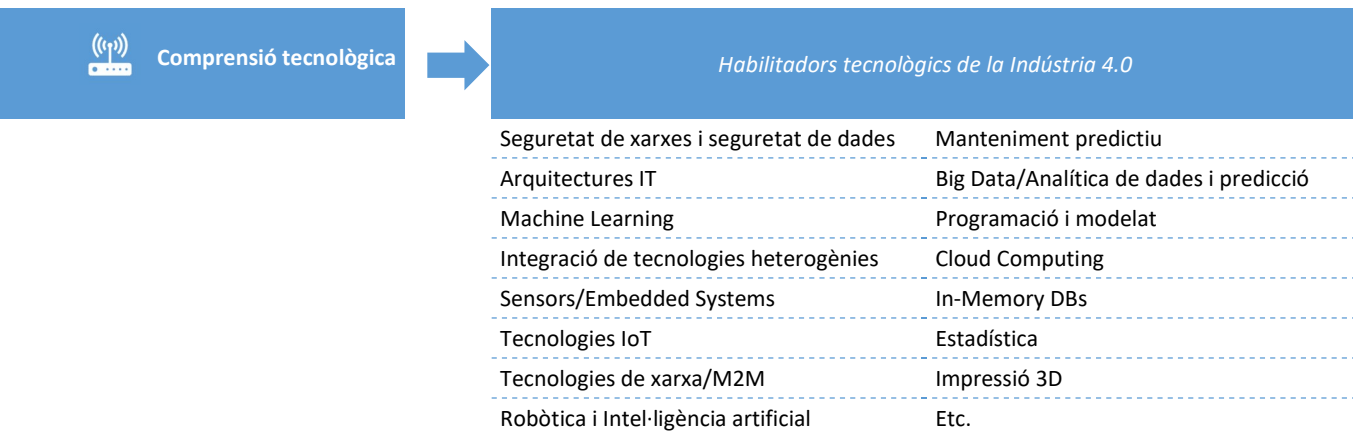 Comprensió tecnològica
Habilitadors tecnològics de la Indústria 4.0
Seguretat de xarxes i seguretat de dades
Manteniment predictiu
Arquitectures IT
Big Data/Analítica de dades i predicció
Machine Learning
Programació i modelat
Integració de tecnologies heterogènies
Cloud Computing
Sensors/Embedded Systems
In-Memory DBs
Tecnologies IoT
Estadística
Tecnologies de xarxa/M2M
Impressió 3D
Robòtica i Intel·ligència artificial
Etc.